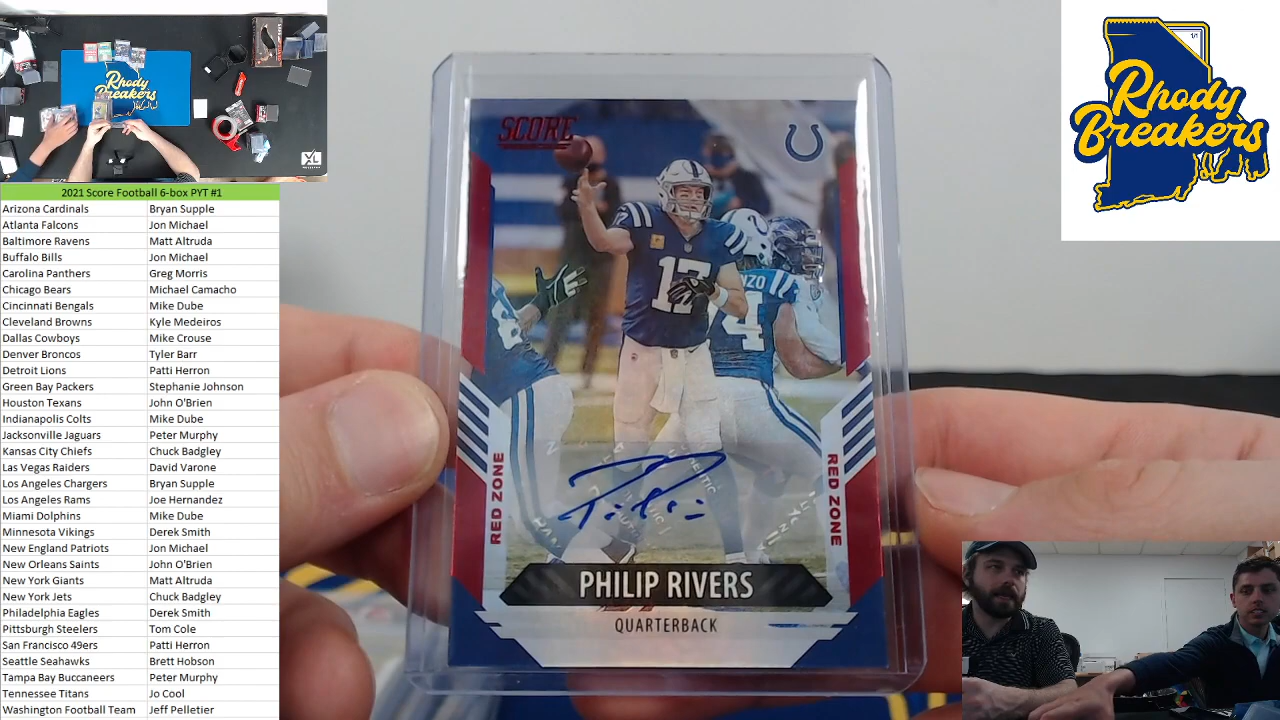 Rhody
Breakers
XL
2021 Score Football 6-box PYT #1
Arizona Cardinals Bryan Supple
Atlanta Falcons Jon Michael
Baltimore Ravens Matt Altruda
Buffalo Bills Jon Michael
Carolina Panthers Greg Morris
Chicago Bears Michael Camacho
Cincinnati Bengals Mike Dube
Cleveland Browns Kyle Medeiros
Dallas Cowboys Mike Crouse
Denver Broncos Tyler Barr
Detroit Lions Patti Herron
Green Bay Packers Stephanie Johnson
Houston Texans John O'Brien
Indianapolis Colts Mike Dube
Jacksonville Jaguars Peter Murphy
Kansas City Chiefs Chuck Badgley
Las Vegas Raiders David Varone
Los Angeles Chargers Bryan Supple
Los Angeles Rams Joe Hernandez
Miami Dolphins Mike Dube
Minnesota Vikings Derek Smith
New England Patriots Jon Michael
New Orleans Saints John O'Brien
New York Giants Matt Altruda
New York Jets Chuck Badgley
Philadelphia Eagles Derek Smith
Pittsburgh Steelers Tom Cole
San Francisco 49ers Patti Herron
Seattle Seahawks Brett Hobson
Tampa Bay Buccaneers Peter Murphy
Tennessee Titans Jo Cool
Washington Football Team Jeff Pelletier
SCORE
17
17
NZO
4
RED ZONE
RED ZONE
PHILIP RIVERS
QUARTERBACK
1/1
Rhody
Breakers